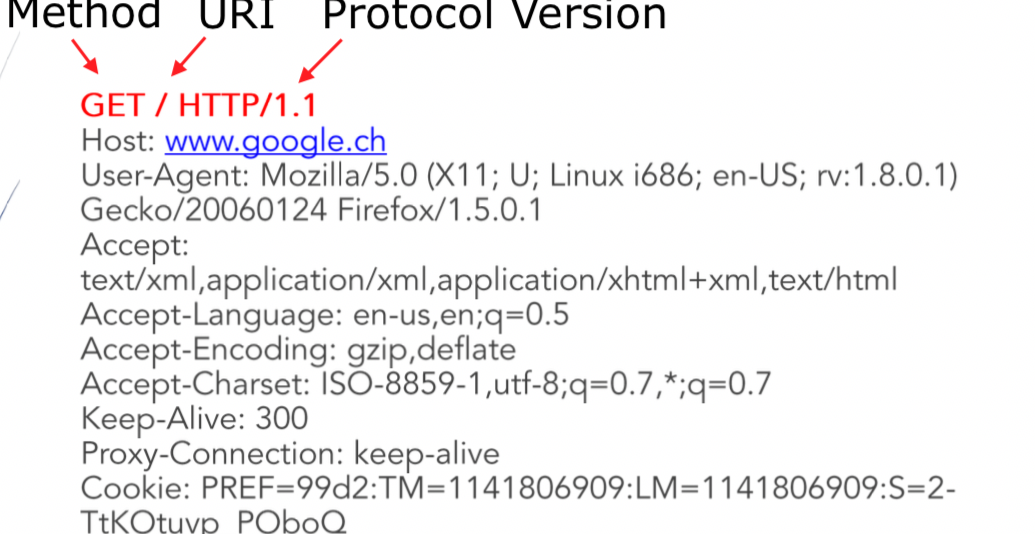 Method URI Protocol Version
GET / HTTP/1.1
Host: www.google.ch
User-Agent: Mozilla/5.0 (X11; U; Linux i686; en-US; rv:1.8.0.1)
Gecko/20060124 Firefox/1.5.0.1
Accept:
text/xml,application/xml,application/xhtml+xml,text/html
Accept-Language: en-us,en;q=0.5
Accept-Encoding: gzip,deflate
Accept-Charset: ISO-8859-1,utf-8;q=0.7,*;q=0.7
Keep-Alive: 300
Proxy-Connection: keep-alive
Cookie: PREF=99d2:TM=1141806909:LM=1141806909:S=2-
TtKOtuvp_POboQ